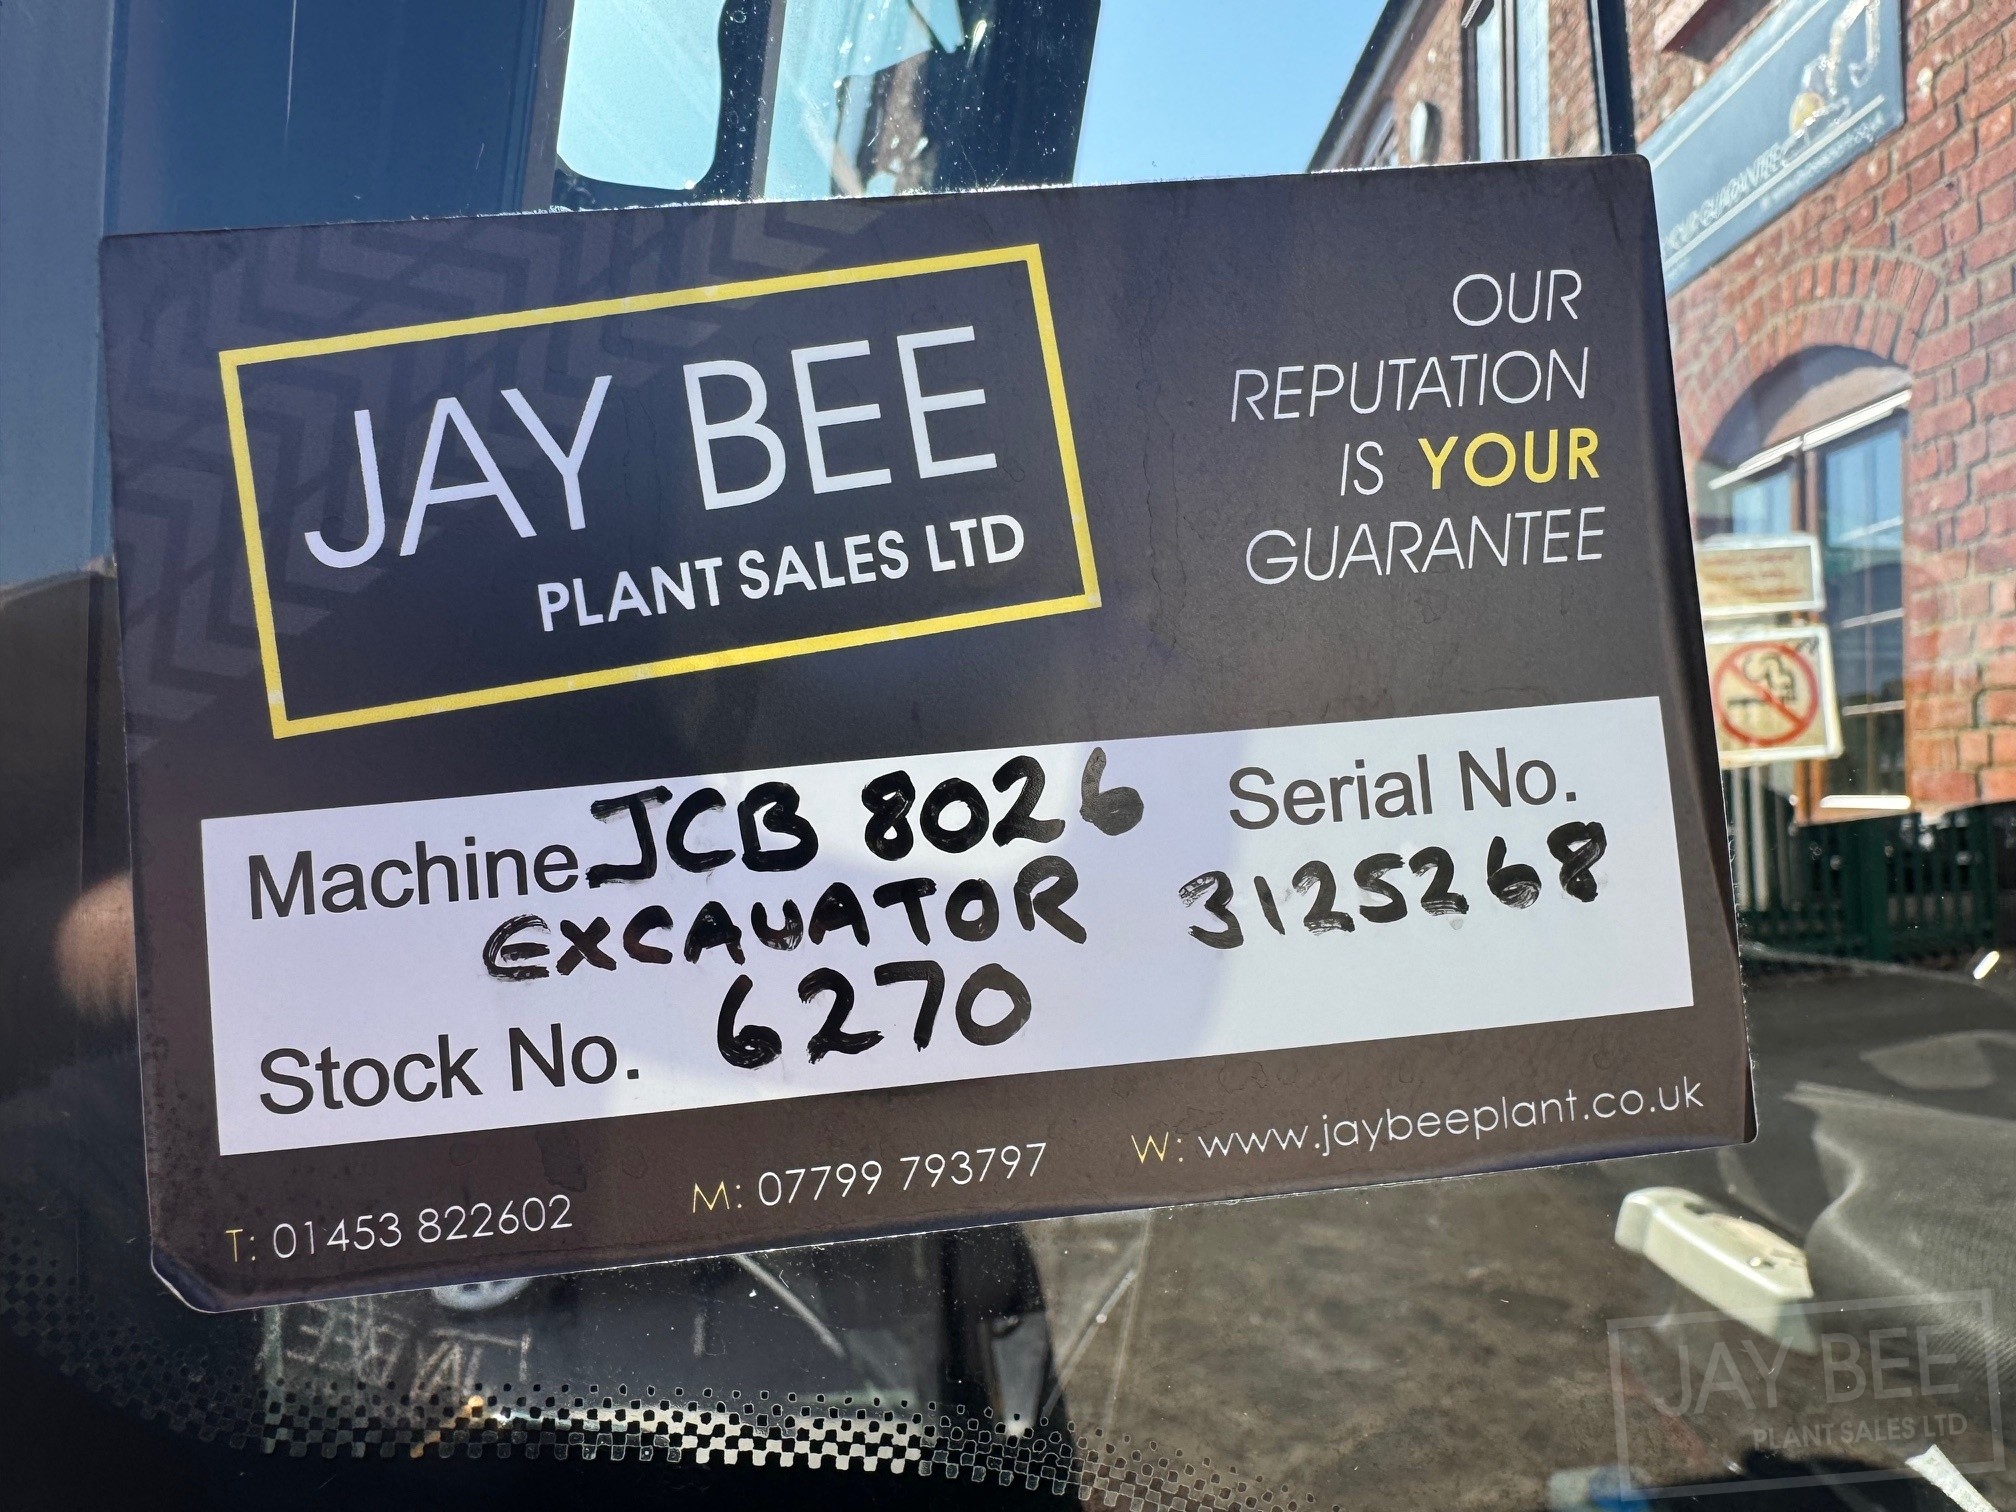 JAY BEE
PLANT SALES LTD
OUR
REPUTATION
IS YOUR
GUARANTEE
Machine JCB 8026
EXCAVATOR
Serial No.
3125268
Stock No. 6270
T: 01453 822602
M: 07799 793797
W: www.jaybeeplant.co.uk
JAY BEE
PLANT SALES LTD